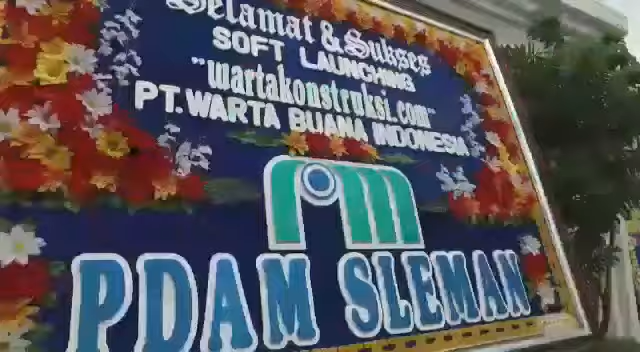 Selamat & Sukses
SOFT LAUNCHING
"wartakonstruksi.com"
PT. WARTA BUANA INDONESIA
PDAM SLEMAN